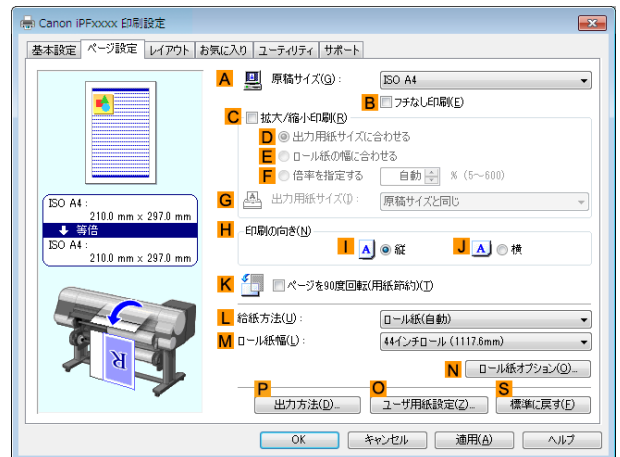 Canon iPFxxxx 印刷設定
基本設定 ページ設定 レイアウト お気に入り ユーティリティ サポート
A 原稿サイズ(G): ISO A4
B フチなし印刷(E)
C 拡大/縮小印刷(R)
D 出力用紙サイズに合わせる
E ロール紙の幅に合わせる
F 倍率を指定する 自動 % (5～600)
G 出力用紙サイズ(I): 原稿サイズと同じ
ISO A4 :
210.0 mm x 297.0 mm
等倍
ISO A4 :
210.0 mm x 297.0 mm
H 印刷の向き(N)
I A 縦 J A 横
K ページを90度回転(用紙節約)(T)
L 給紙方法(U): ロール紙(自動)
M ロール紙幅(L): 44インチロール (1117.6mm)
R
N ロール紙オプション(O)...
P 出力方法(D)... O ユーザ用紙設定(Z)... S 標準に戻す(F)
OK キャンセル 適用(A) ヘルプ